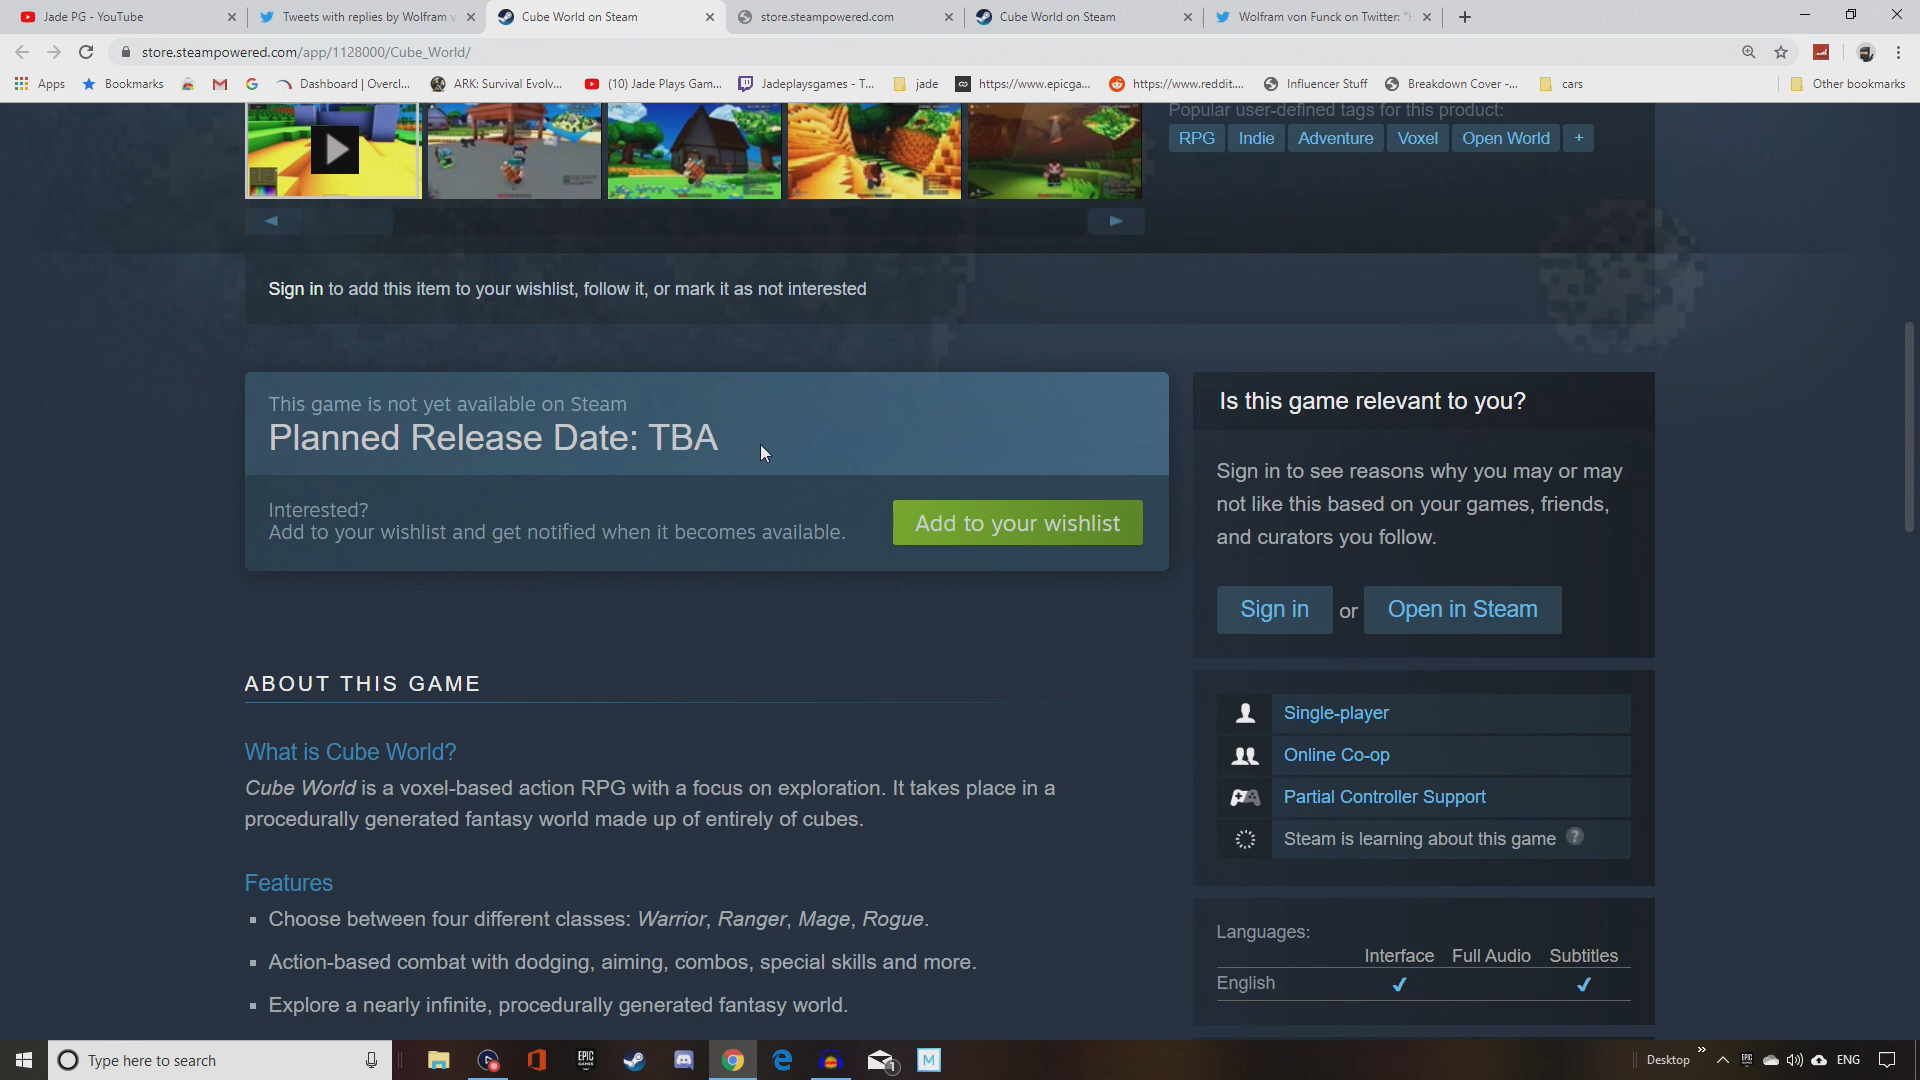 Jade PG - YouTube
Tweets with replies by Wolfram v
Cube World on Steam
store.steampowered.com
Cube World on Steam
Wolfram von Funck on Twitter: "H
store.steampowered.com/app/1128000/Cube_World/
Apps
Bookmarks
Dashboard | Overcl...
ARK: Survival Evolv...
(10) Jade Plays Gam...
Jadeplaysgames - T...
jade
https://www.epicga...
https://www.reddit....
Influencer Stuff
Breakdown Cover -...
cars
Other bookmarks
Popular user-defined tags for this product:
RPG Indie Adventure Voxel Open World +
Sign in to add this item to your wishlist, follow it, or mark it as not interested
This game is not yet available on Steam
Planned Release Date: TBA
Interested?
Add to your wishlist and get notified when it becomes available.
Add to your wishlist
Is this game relevant to you?
Sign in to see reasons why you may or may
not like this based on your games, friends,
and curators you follow.
Sign in or Open in Steam
ABOUT THIS GAME
What is Cube World?
Cube World is a voxel-based action RPG with a focus on exploration. It takes place in a
procedurally generated fantasy world made up of entirely of cubes.
Features
Choose between four different classes: Warrior, Ranger, Mage, Rogue.
Action-based combat with dodging, aiming, combos, special skills and more.
Explore a nearly infinite, procedurally generated fantasy world.
Single-player
Online Co-op
Partial Controller Support
Steam is learning about this game ?
Languages:
Interface Full Audio Subtitles
English ✓ ✓
Type here to search
EPIC GAMES
M
1
Desktop
ENG